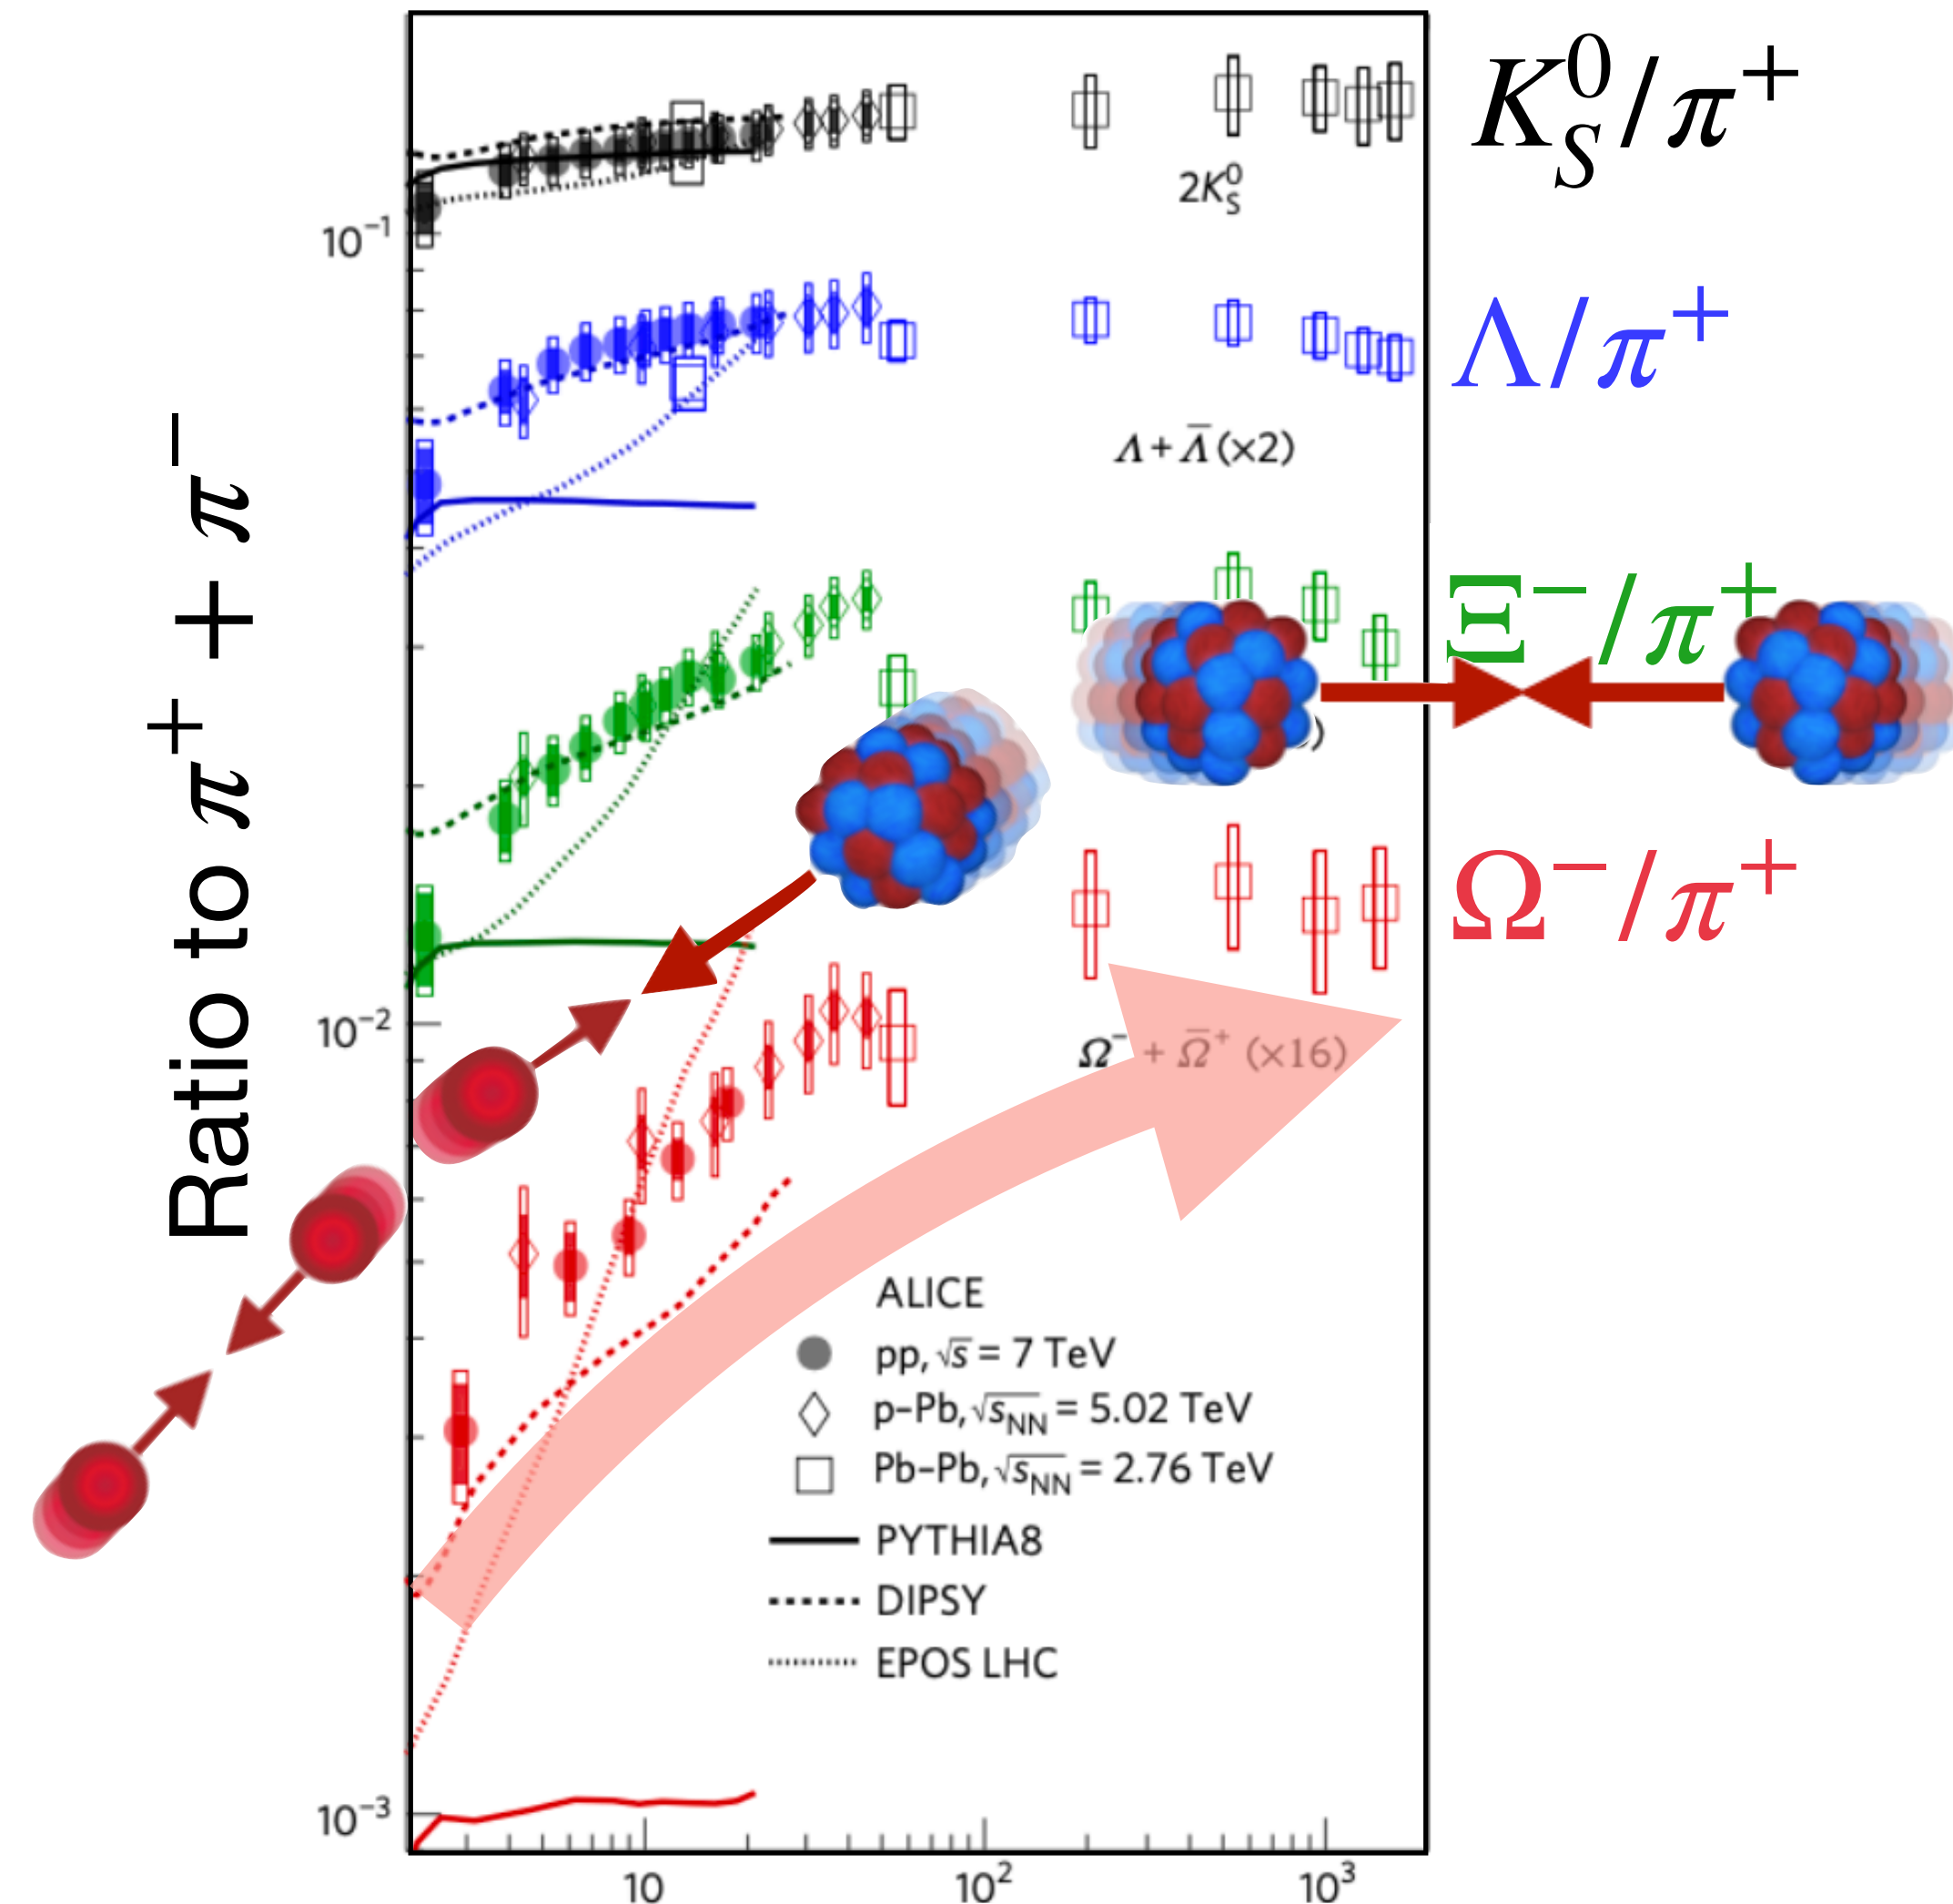 Ratio to π⁺ + π⁻
10⁻¹
10⁻²
10⁻³
10
10²
10³
K⁰_S/π⁺
2K⁰_S
Λ/π⁺
Λ + Λ̅ (×2)
Ξ⁻/π⁺
)
Ω⁻/π⁺
Ω⁻ + Ω̅⁺ (×16)
ALICE
pp, √s = 7 TeV
p–Pb, √s_NN = 5.02 TeV
Pb–Pb, √s_NN = 2.76 TeV
PYTHIA8
DIPSY
EPOS LHC